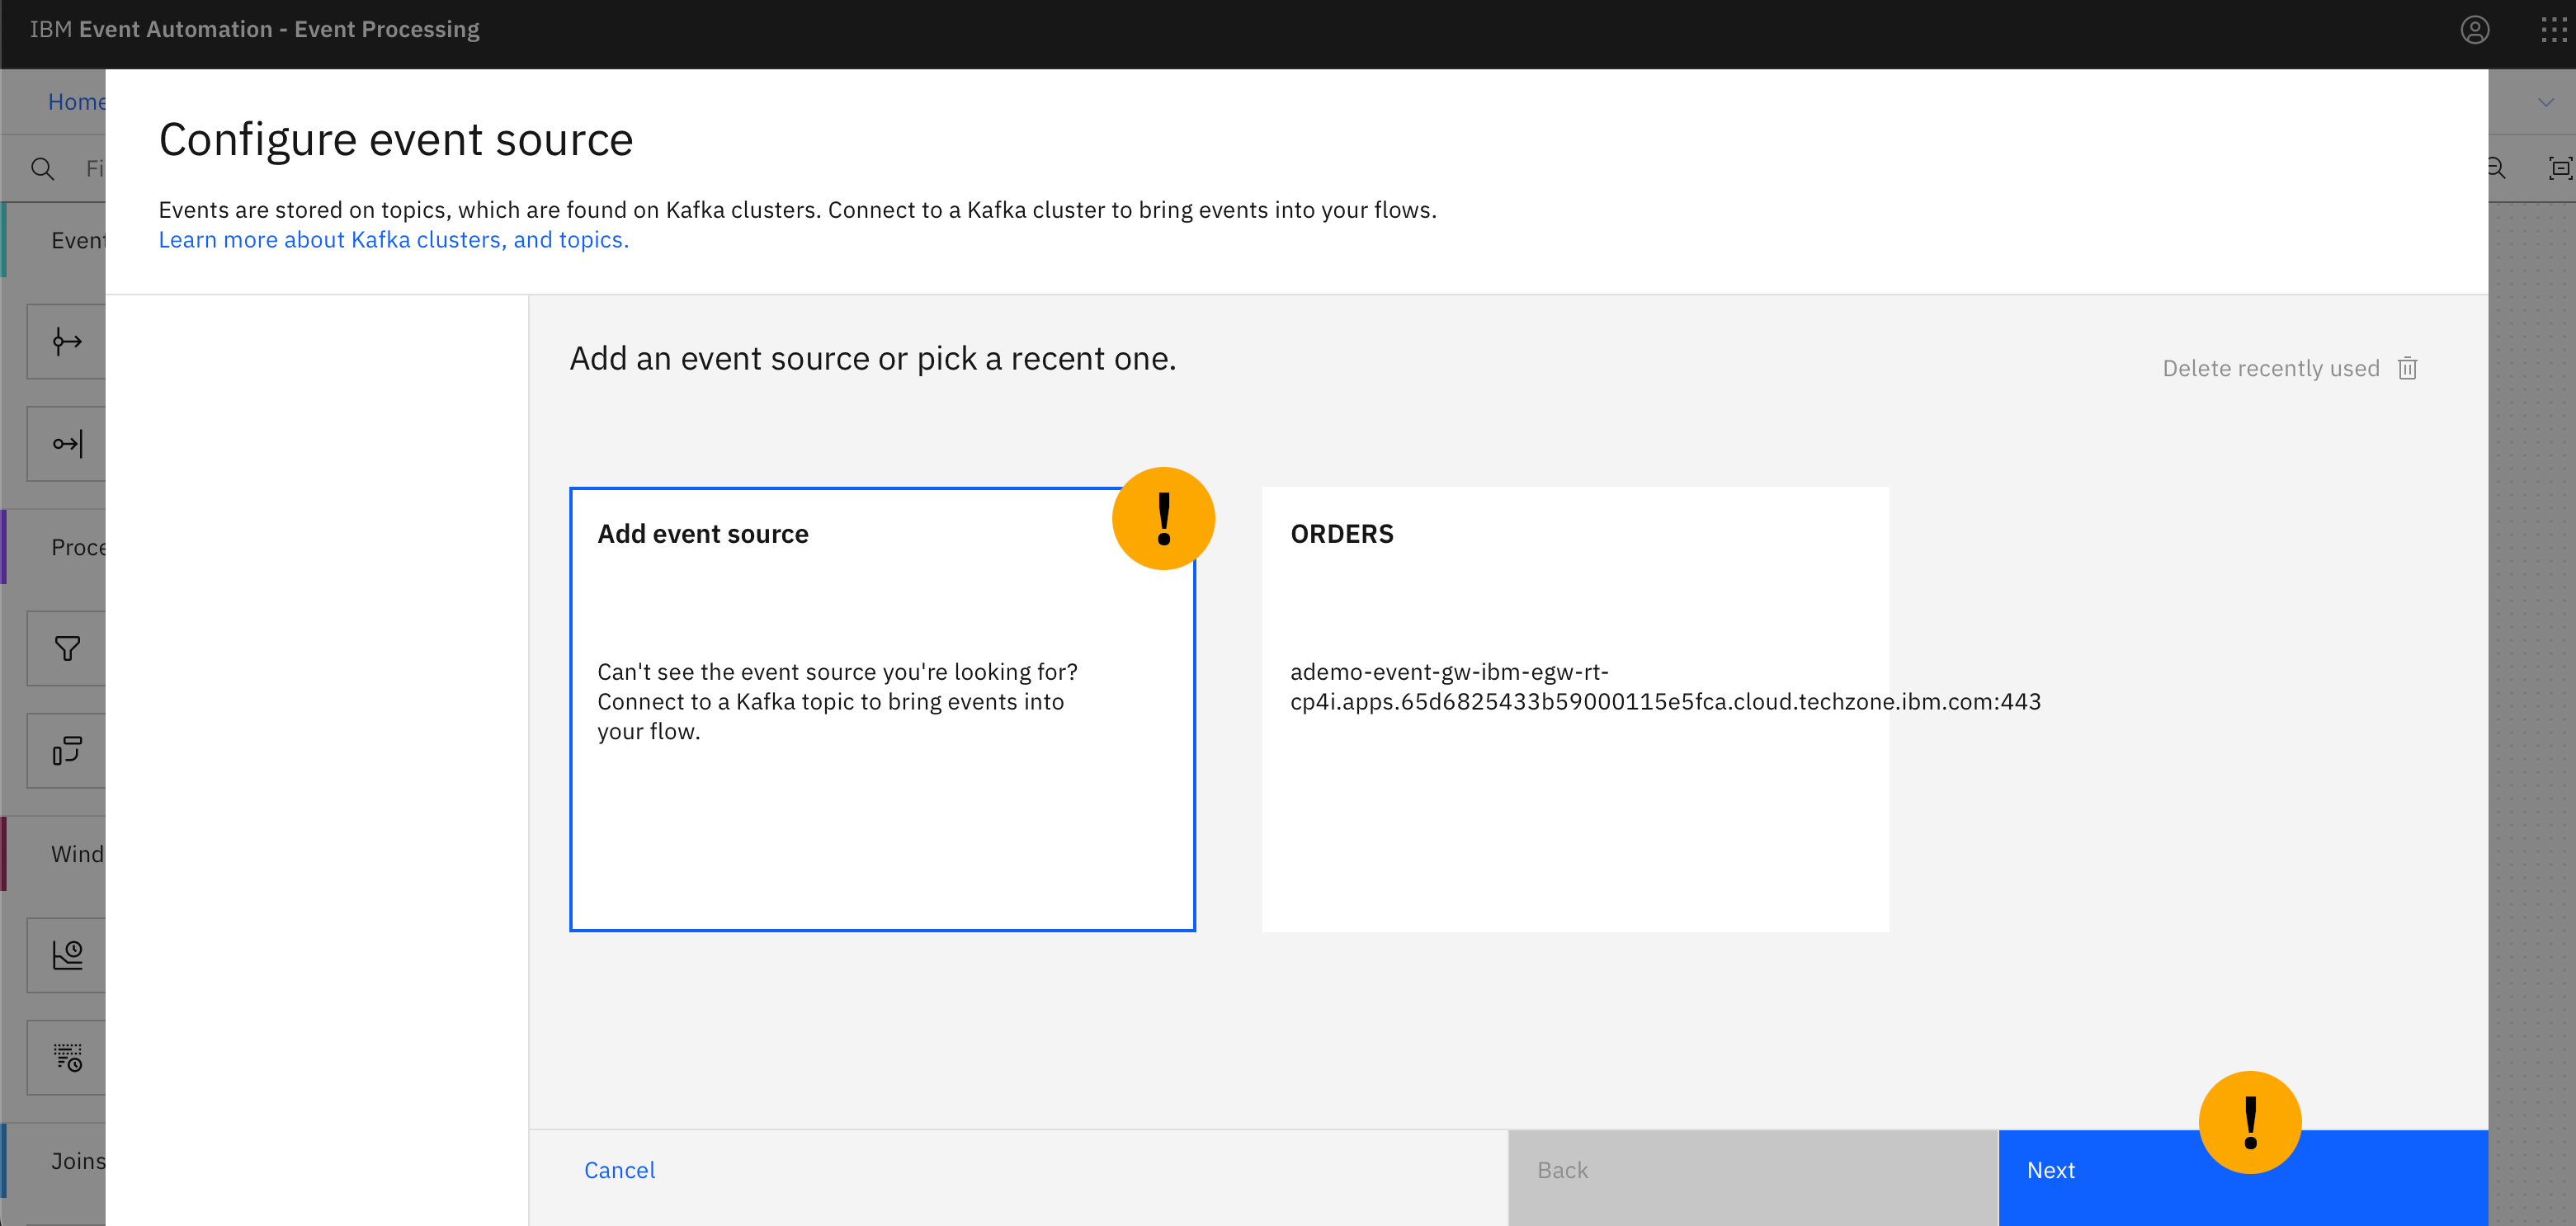 IBM Event Automation - Event Processing
Home
Configure event source
Events are stored on topics, which are found on Kafka clusters. Connect to a Kafka cluster to bring events into your flows.
Learn more about Kafka clusters, and topics.
Add an event source or pick a recent one.
Delete recently used
Add event source
!
Can't see the event source you're looking for?
Connect to a Kafka topic to bring events into
your flow.
ORDERS
ademo-event-gw-ibm-egw-rt-
cp4i.apps.65d6825433b59000115e5fca.cloud.techzone.ibm.com:443
Fi
Event
Proce
Wind
Joins
Cancel
Back
Next
!